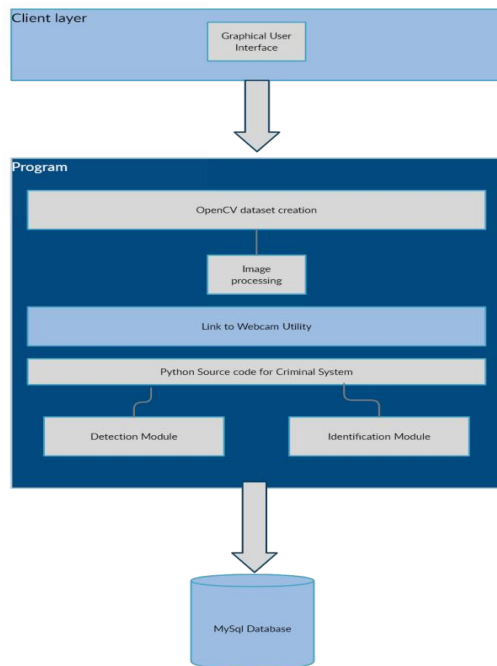 Client layer
Graphical User
Interface
Program
OpenCV dataset creation
Image
processing
Link to Webcam Utility
Python Source code for Criminal System
Detection Module
Identification Module
MySql Database